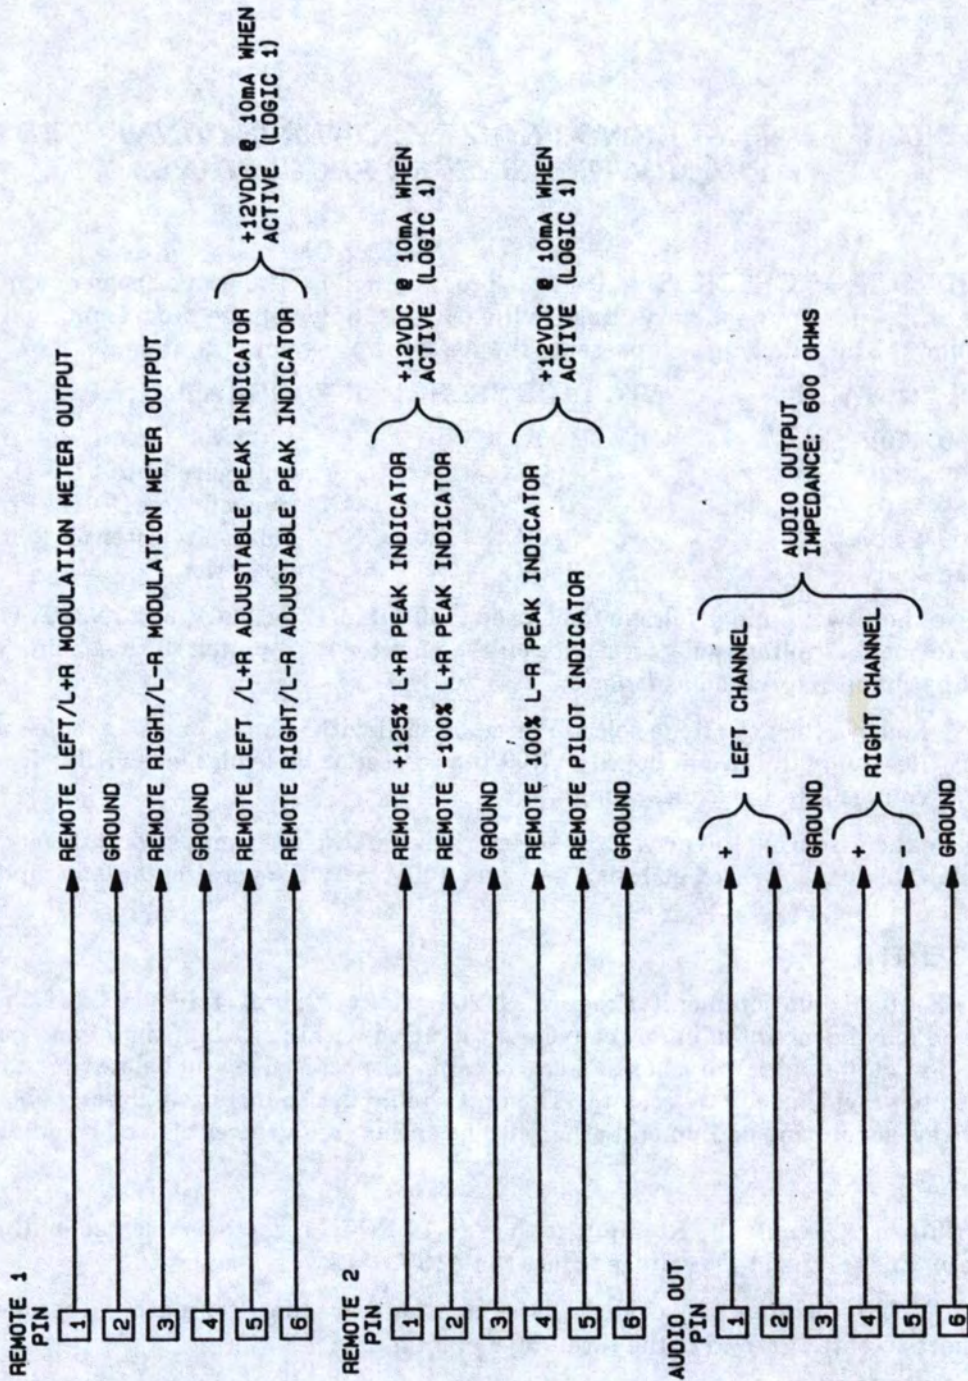 REMOTE 1
PIN
1 REMOTE LEFT/L+R MODULATION METER OUTPUT
2 GROUND
3 REMOTE RIGHT/L-R MODULATION METER OUTPUT
4 GROUND
5 REMOTE LEFT /L+R ADJUSTABLE PEAK INDICATOR
6 REMOTE RIGHT/L-R ADJUSTABLE PEAK INDICATOR
+12VDC @ 10mA WHEN
ACTIVE (LOGIC 1)
REMOTE 2
PIN
1 REMOTE +125% L+R PEAK INDICATOR
2 REMOTE -100% L+R PEAK INDICATOR
+12VDC @ 10mA WHEN
ACTIVE (LOGIC 1)
3 GROUND
4 REMOTE 100% L-R PEAK INDICATOR
5 REMOTE PILOT INDICATOR
+12VDC @ 10mA WHEN
ACTIVE (LOGIC 1)
6 GROUND
AUDIO OUT
PIN
1 +
2 -
LEFT CHANNEL
3 GROUND
4 +
5 -
RIGHT CHANNEL
6 GROUND
AUDIO OUTPUT
IMPEDANCE: 600 OHMS